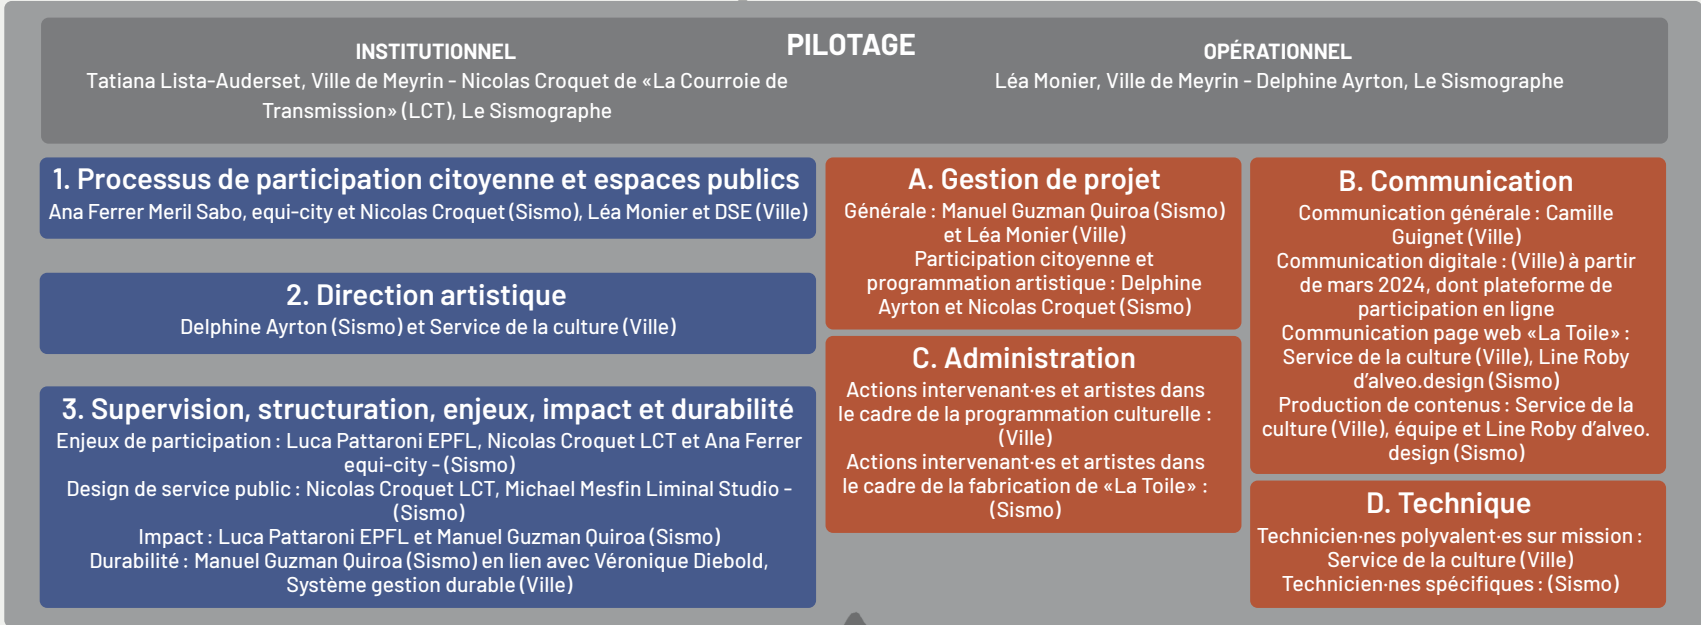 PILOTAGE
INSTITUTIONNEL
Tatiana Lista-Auderset, Ville de Meyrin - Nicolas Croquet de «La Courroie de
Transmission» (LCT), Le Sismographe
OPÉRATIONNEL
Léa Monier, Ville de Meyrin - Delphine Ayrton, Le Sismographe
1. Processus de participation citoyenne et espaces publics
Ana Ferrer Meril Sabo, equi-city et Nicolas Croquet (Sismo), Léa Monier et DSE (Ville)
2. Direction artistique
Delphine Ayrton (Sismo) et Service de la culture (Ville)
3. Supervision, structuration, enjeux, impact et durabilité
Enjeux de participation : Luca Pattaroni EPFL, Nicolas Croquet LCT et Ana Ferrer
equi-city - (Sismo)
Design de service public : Nicolas Croquet LCT, Michael Mesfin Liminal Studio -
(Sismo)
Impact : Luca Pattaroni EPFL et Manuel Guzman Quiroa (Sismo)
Durabilité : Manuel Guzman Quiroa (Sismo) en lien avec Véronique Diebold,
Système gestion durable (Ville)
A. Gestion de projet
Générale : Manuel Guzman Quiroa (Sismo)
et Léa Monier (Ville)
Participation citoyenne et
programmation artistique : Delphine
Ayrton et Nicolas Croquet (Sismo)
C. Administration
Actions intervenant·es et artistes dans
le cadre de la programmation culturelle :
(Ville)
Actions intervenant·es et artistes dans
le cadre de la fabrication de «La Toile» :
(Sismo)
B. Communication
Communication générale : Camille
Guignet (Ville)
Communication digitale : (Ville) à partir
de mars 2024, dont plateforme de
participation en ligne
Communication page web «La Toile» :
Service de la culture (Ville), Line Roby
d'alveo.design (Sismo)
Production de contenus : Service de la
culture (Ville), équipe et Line Roby d'alveo.
design (Sismo)
D. Technique
Technicien·nes polyvalent·es sur mission :
Service de la culture (Ville)
Technicien·nes spécifiques : (Sismo)